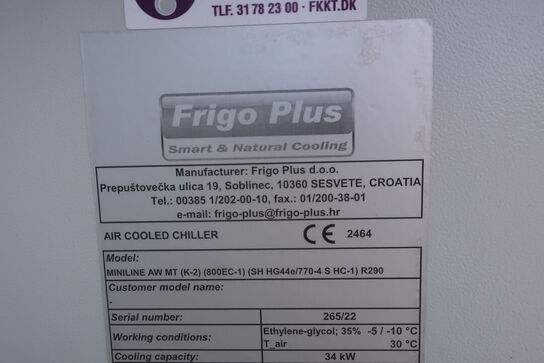 TLF. 31 78 23 00 · FKKT.DK
Frigo Plus
Smart & Natural Cooling
Manufacturer: Frigo Plus d.o.o.
Prepuštovečka ulica 19, Soblinec, 10360 SESVETE, CROATIA
Tel.: 00385 1/202-00-10, fax.: 01/200-38-01
e-mail: frigo-plus@frigo-plus.hr
AIR COOLED CHILLER CE 2464
Model:
MINILINE AW MT (K-2) (800EC-1) (SH HG44e/770-4 S HC-1) R290
Customer model name:
-
Serial number: 265/22
Working conditions: Ethylene-glycol; 35% -5 / -10 °C
T_air 30 °C
Cooling capacity: 34 kW